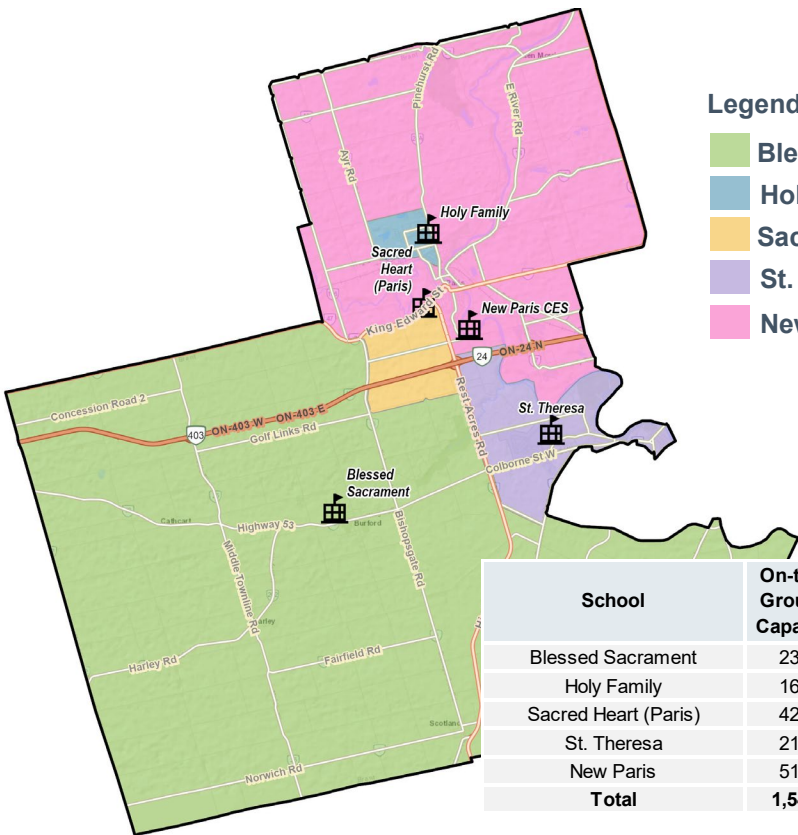 Pinehurst Rd
E River Rd
Ayr Rd
Legend
Ble
Hol
Sac
St.
New
Holy Family
Sacred
Heart
(Paris)
King Edward St
New Paris CES
24
ON-24 N
Rest Acres Rd
St. Theresa
Concession Road 2
ON-403 W
ON-403 E
403
Golf Links Rd
Colborne St W
Blessed
Sacrament
Cathcart
Highway 53
Burford
Bishopsgate Rd
Middle Townline Rd
Harley Rd
Fairfield Rd
Scotland
Norwich Rd
School
On-t
Grou
Capa
Blessed Sacrament 23
Holy Family 16
Sacred Heart (Paris) 42
St. Theresa 21
New Paris 51
Total 1,5